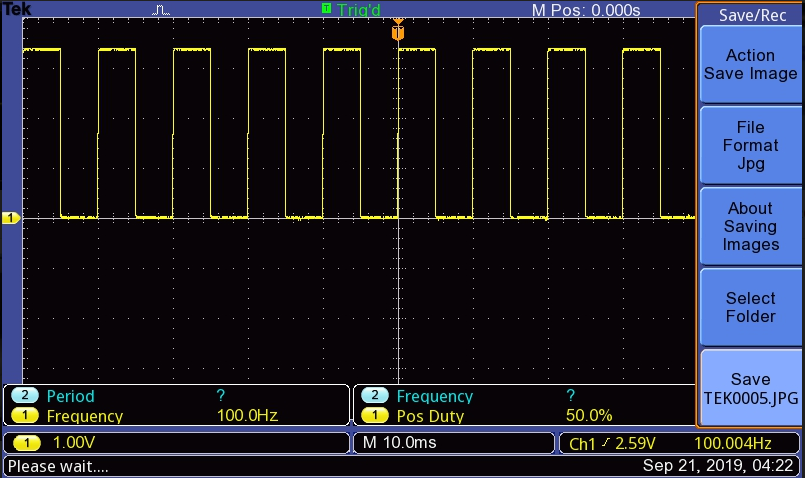 Tek
T Trig'd
M Pos: 0.000s
T
Save/Rec
Action
Save Image
File
Format
Jpg
About
Saving
Images
Select
Folder
Save
TEK0005.JPG
1
2 Period ?
1 Frequency 100.0Hz
2 Frequency ?
1 Pos Duty 50.0%
1 1.00V
M 10.0ms
Ch1 2.59V 100.004Hz
Please wait....
Sep 21, 2019, 04:22